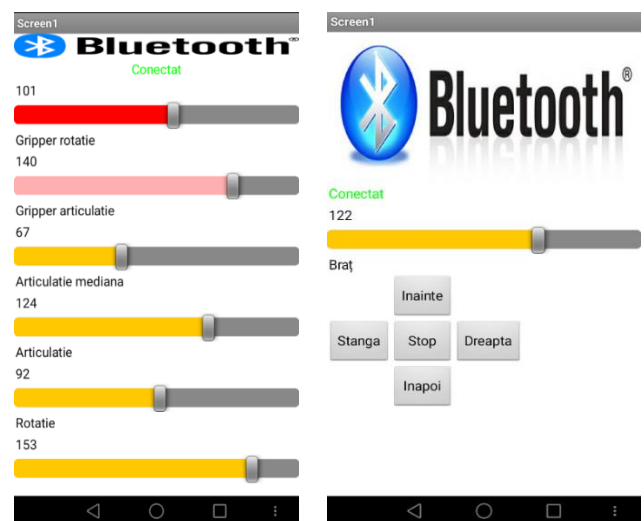 Screen1
Bluetooth®
Conectat
101
Gripper rotatie
140
Gripper articulatie
67
Articulatie mediana
124
Articulatie
92
Rotatie
153
Screen1
Bluetooth®
Conectat
122
Braț
Inainte
Stanga Stop Dreapta
Inapoi